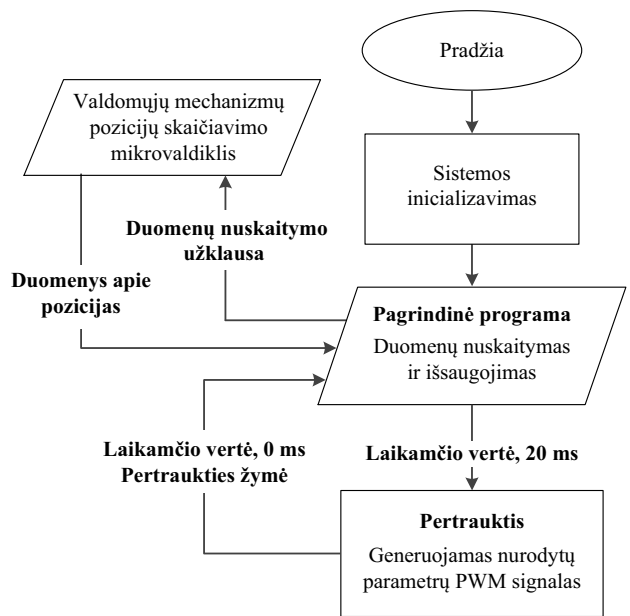 Pradžia
Valdomųjų mechanizmų
pozicijų skaičiavimo
mikrovaldiklis
Sistemos
inicializavimas
Duomenų nuskaitymo
užklausa
Duomenys apie
pozicijas
Pagrindinė programa
Duomenų nuskaitymas
ir išsaugojimas
Laikamčio vertė, 0 ms
Pertraukties žymė
Laikamčio vertė, 20 ms
Pertrauktis
Generuojamas nurodytų
parametrų PWM signalas